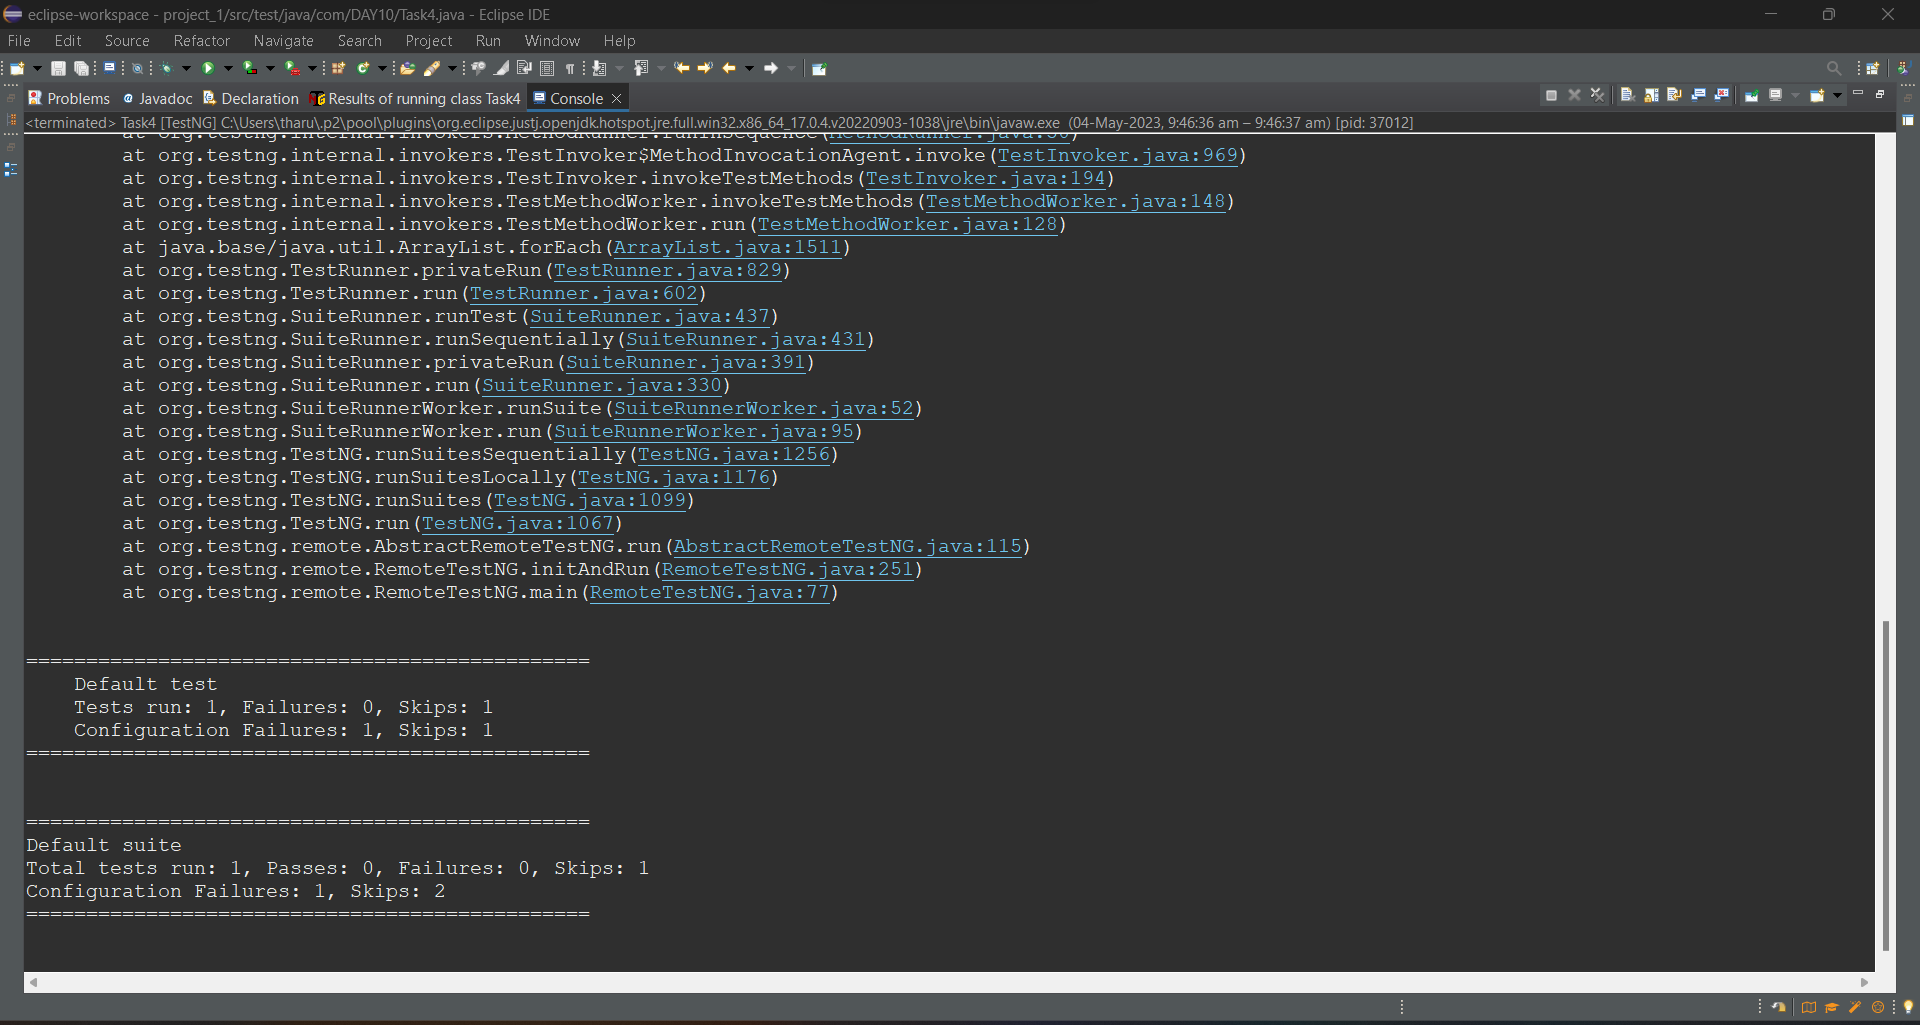 eclipse-workspace - project_1/src/test/java/com/DAY10/Task4.java - Eclipse IDE
File Edit Source Refactor Navigate Search Project Run Window Help
Problems Javadoc Declaration Results of running class Task4 Console
<terminated> Task4 [TestNG] C:\Users\tharu\.p2\pool\plugins\org.eclipse.justj.openjdk.hotspot.jre.full.win32.x86_64_17.0.4.v20220903-1038\jre\bin\javaw.exe (04-May-2023, 9:46:36 am – 9:46:37 am) [pid: 37012]
at org.testng.internal.invokers.MethodRunner.runInSequence(MethodRunner.java:50)
at org.testng.internal.invokers.TestInvoker$MethodInvocationAgent.invoke(TestInvoker.java:969)
at org.testng.internal.invokers.TestInvoker.invokeTestMethods(TestInvoker.java:194)
at org.testng.internal.invokers.TestMethodWorker.invokeTestMethods(TestMethodWorker.java:148)
at org.testng.internal.invokers.TestMethodWorker.run(TestMethodWorker.java:128)
at java.base/java.util.ArrayList.forEach(ArrayList.java:1511)
at org.testng.TestRunner.privateRun(TestRunner.java:829)
at org.testng.TestRunner.run(TestRunner.java:602)
at org.testng.SuiteRunner.runTest(SuiteRunner.java:437)
at org.testng.SuiteRunner.runSequentially(SuiteRunner.java:431)
at org.testng.SuiteRunner.privateRun(SuiteRunner.java:391)
at org.testng.SuiteRunner.run(SuiteRunner.java:330)
at org.testng.SuiteRunnerWorker.runSuite(SuiteRunnerWorker.java:52)
at org.testng.SuiteRunnerWorker.run(SuiteRunnerWorker.java:95)
at org.testng.TestNG.runSuitesSequentially(TestNG.java:1256)
at org.testng.TestNG.runSuitesLocally(TestNG.java:1176)
at org.testng.TestNG.runSuites(TestNG.java:1099)
at org.testng.TestNG.run(TestNG.java:1067)
at org.testng.remote.AbstractRemoteTestNG.run(AbstractRemoteTestNG.java:115)
at org.testng.remote.RemoteTestNG.initAndRun(RemoteTestNG.java:251)
at org.testng.remote.RemoteTestNG.main(RemoteTestNG.java:77)
===============================================
Default test
Tests run: 1, Failures: 0, Skips: 1
Configuration Failures: 1, Skips: 1
===============================================
===============================================
Default suite
Total tests run: 1, Passes: 0, Failures: 0, Skips: 1
Configuration Failures: 1, Skips: 2
===============================================